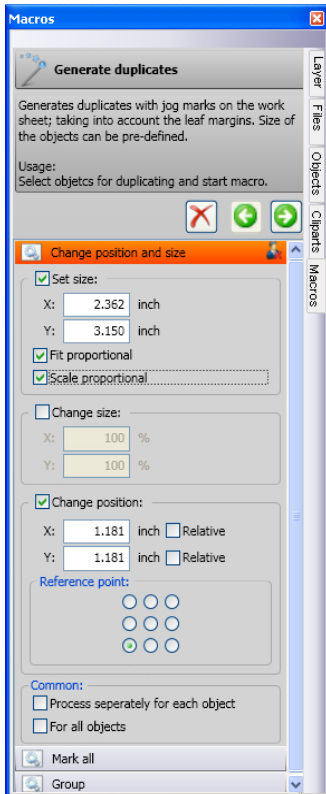 Macros
Generate duplicates
Generates duplicates with jog marks on the work
sheet; taking into account the leaf margins. Size of
the objects can be pre-defined.
Usage:
Select objetcs for duplicating and start macro.
Layer
Files
Objects
Cliparts
Macros
Change position and size
Set size:
X: 2.362 inch
Y: 3.150 inch
Fit proportional
Scale proportional
Change size:
X: 100 %
Y: 100 %
Change position:
X: 1.181 inch Relative
Y: 1.181 inch Relative
Reference point:
Common:
Process seperately for each object
For all objects
Mark all
Group